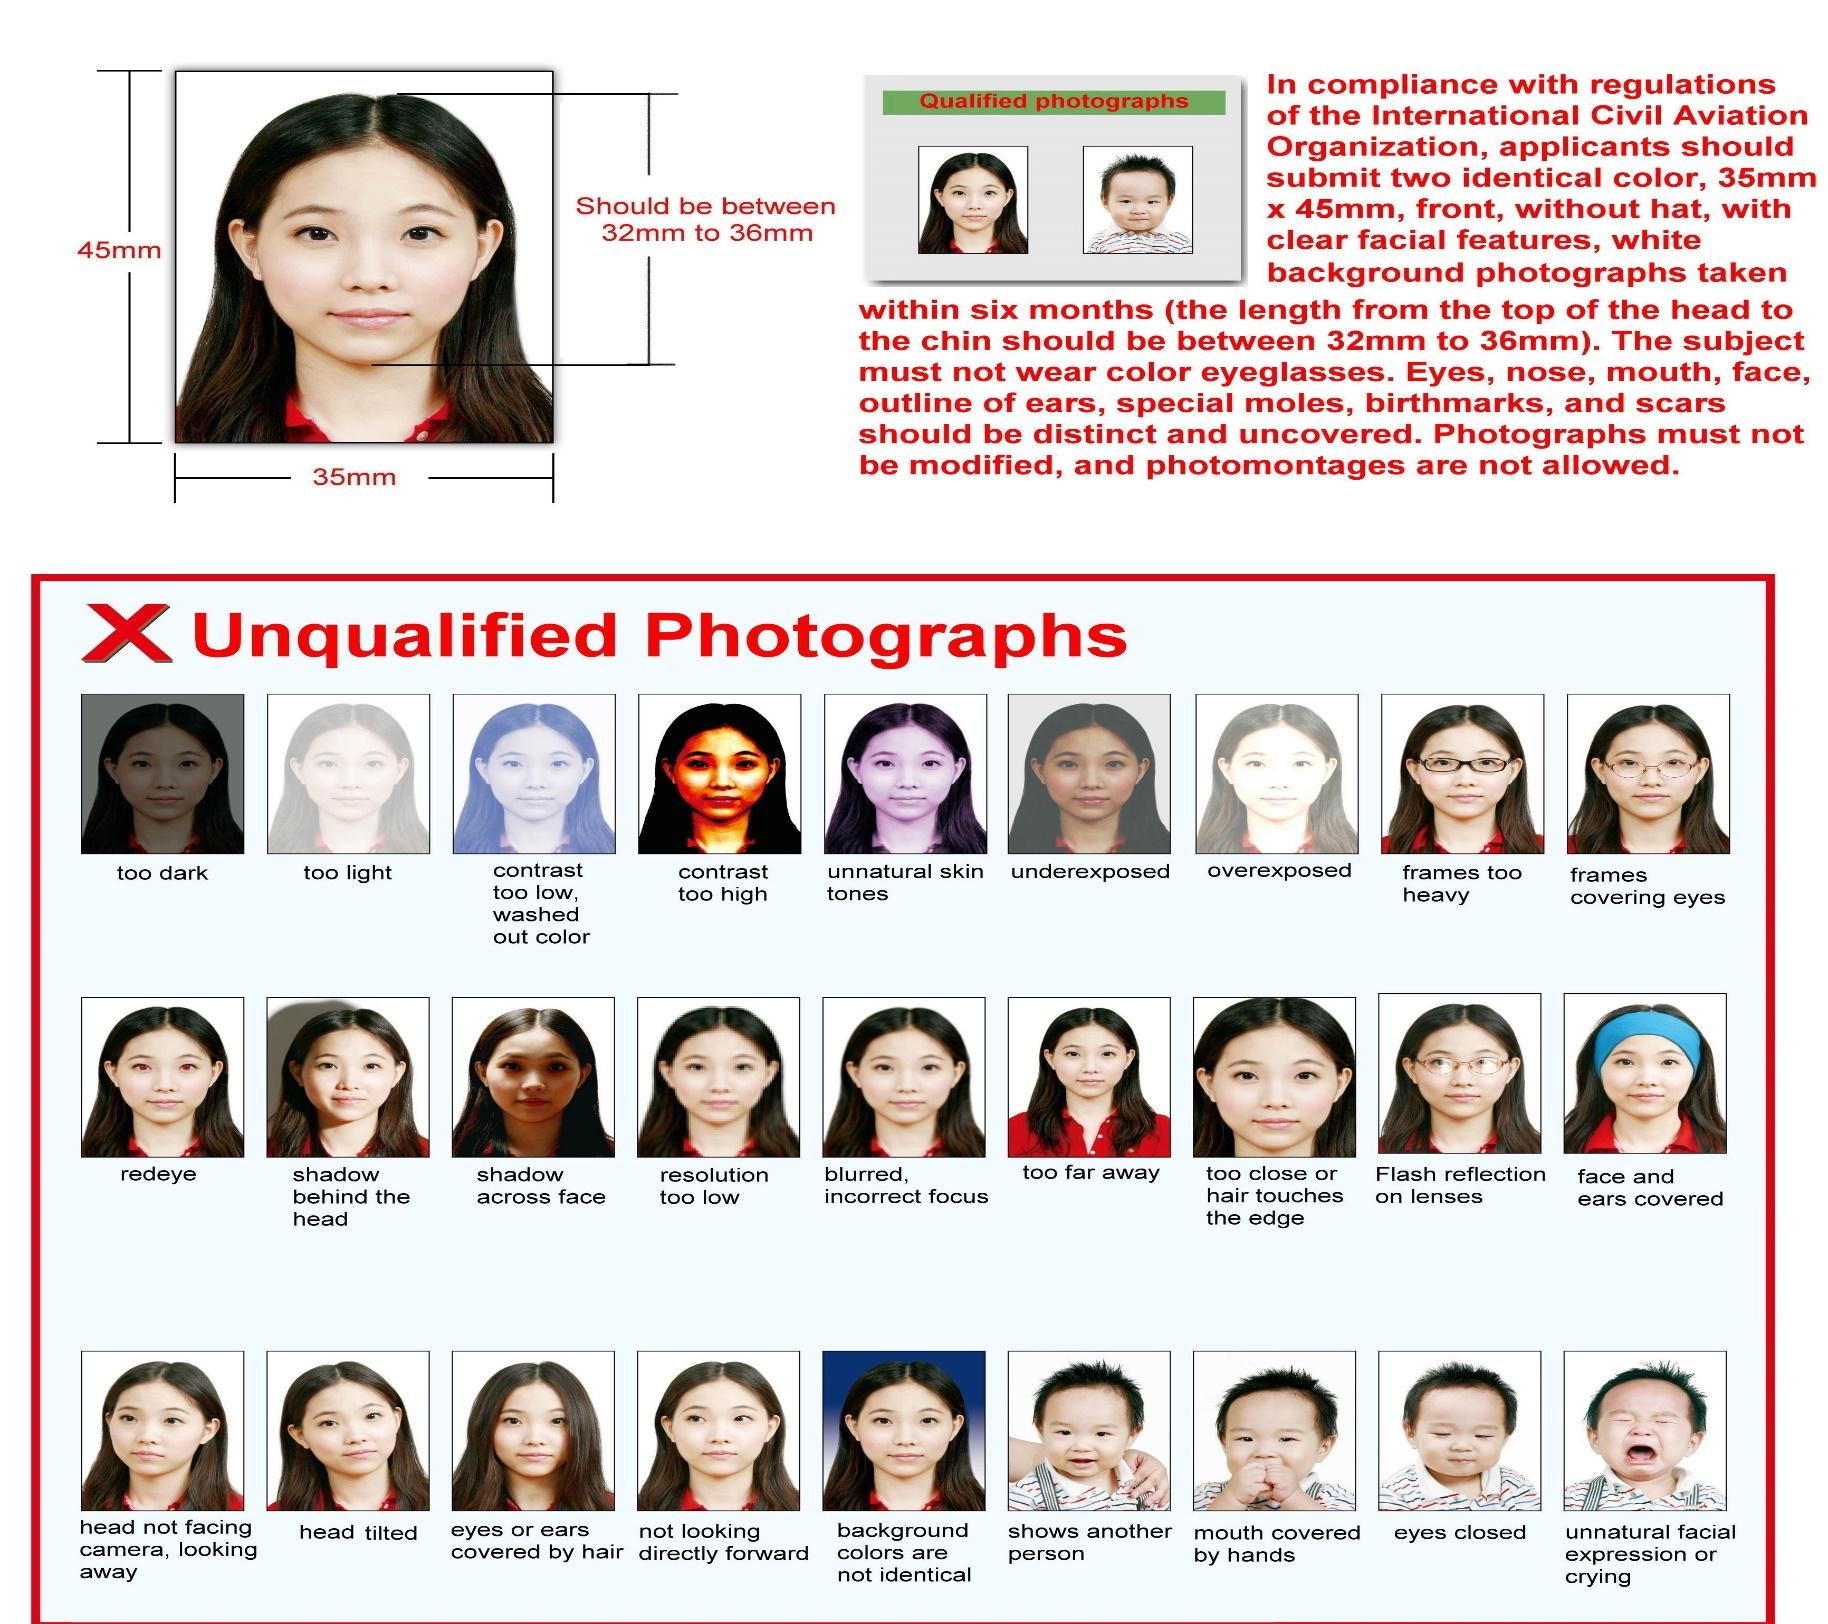 45mm
35mm
Should be between
32mm to 36mm
Qualified photographs
In compliance with regulations
of the International Civil Aviation
Organization, applicants should
submit two identical color, 35mm
x 45mm, front, without hat, with
clear facial features, white
background photographs taken
within six months (the length from the top of the head to
the chin should be between 32mm to 36mm). The subject
must not wear color eyeglasses. Eyes, nose, mouth, face,
outline of ears, special moles, birthmarks, and scars
should be distinct and uncovered. Photographs must not
be modified, and photomontages are not allowed.
X Unqualified Photographs
too dark
too light
contrast
too low,
washed
out color
contrast
too high
unnatural skin
tones
underexposed
overexposed
frames too
heavy
frames
covering eyes
redeye
shadow
behind the
head
shadow
across face
resolution
too low
blurred,
incorrect focus
too far away
too close or
hair touches
the edge
Flash reflection
on lenses
face and
ears covered
head not facing
camera, looking
away
head tilted
eyes or ears
covered by hair
not looking
directly forward
background
colors are
not identical
shows another
person
mouth covered
by hands
eyes closed
unnatural facial
expression or
crying